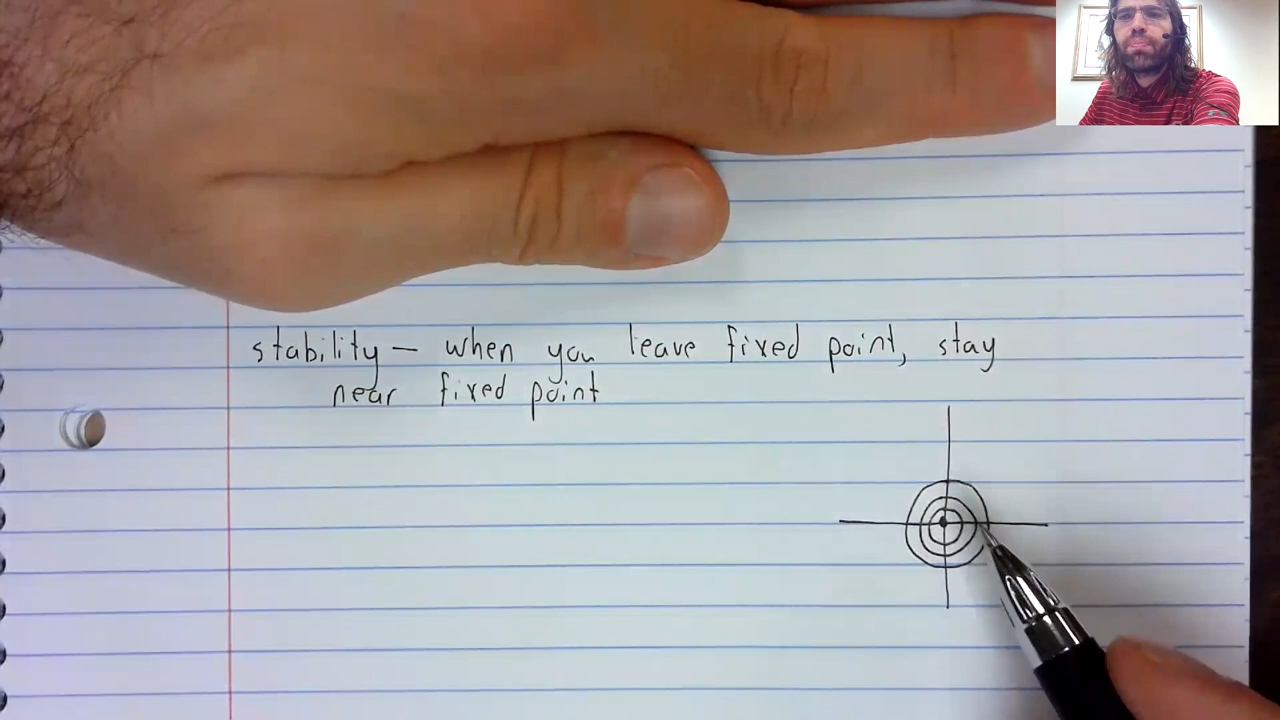 stability — when you leave fixed point, stay
near fixed point